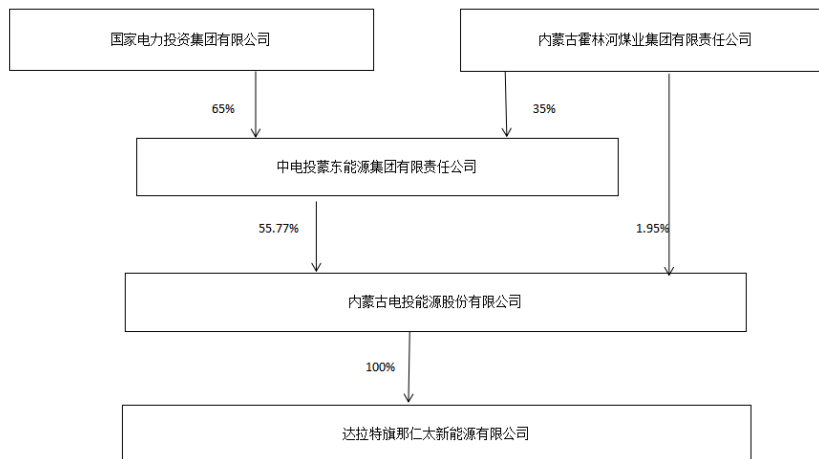 国家电力投资集团有限公司
内蒙古霍林河煤业集团有限责任公司
65%
35%
中电投蒙东能源集团有限责任公司
55.77%
1.95%
内蒙古电投能源股份有限公司
100%
达拉特旗那仁太新能源有限公司